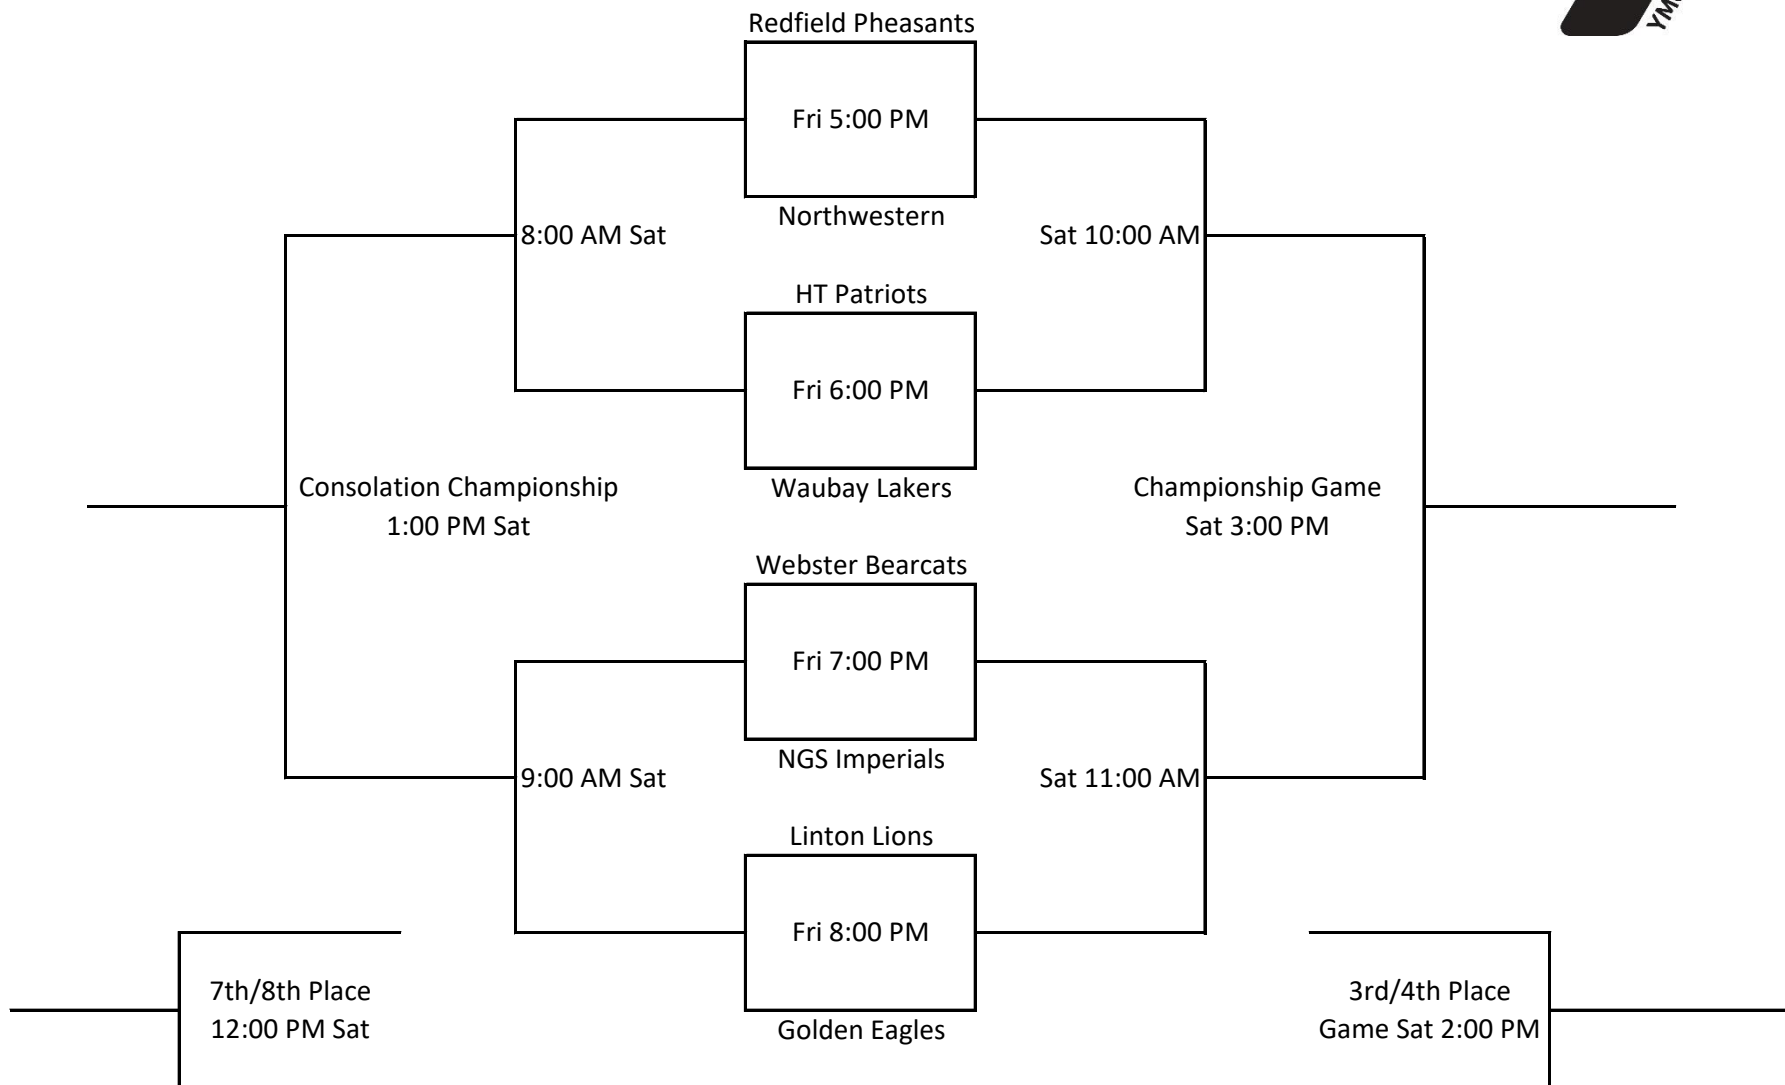 Redfield Pheasants
Fri 5:00 PM
Northwestern
8:00 AM Sat
Sat 10:00 AM
HT Patriots
Fri 6:00 PM
Waubay Lakers
Consolation Championship
1:00 PM Sat
Championship Game
Sat 3:00 PM
Webster Bearcats
Fri 7:00 PM
NGS Imperials
9:00 AM Sat
Sat 11:00 AM
Linton Lions
Fri 8:00 PM
Golden Eagles
7th/8th Place
12:00 PM Sat
3rd/4th Place
Game Sat 2:00 PM